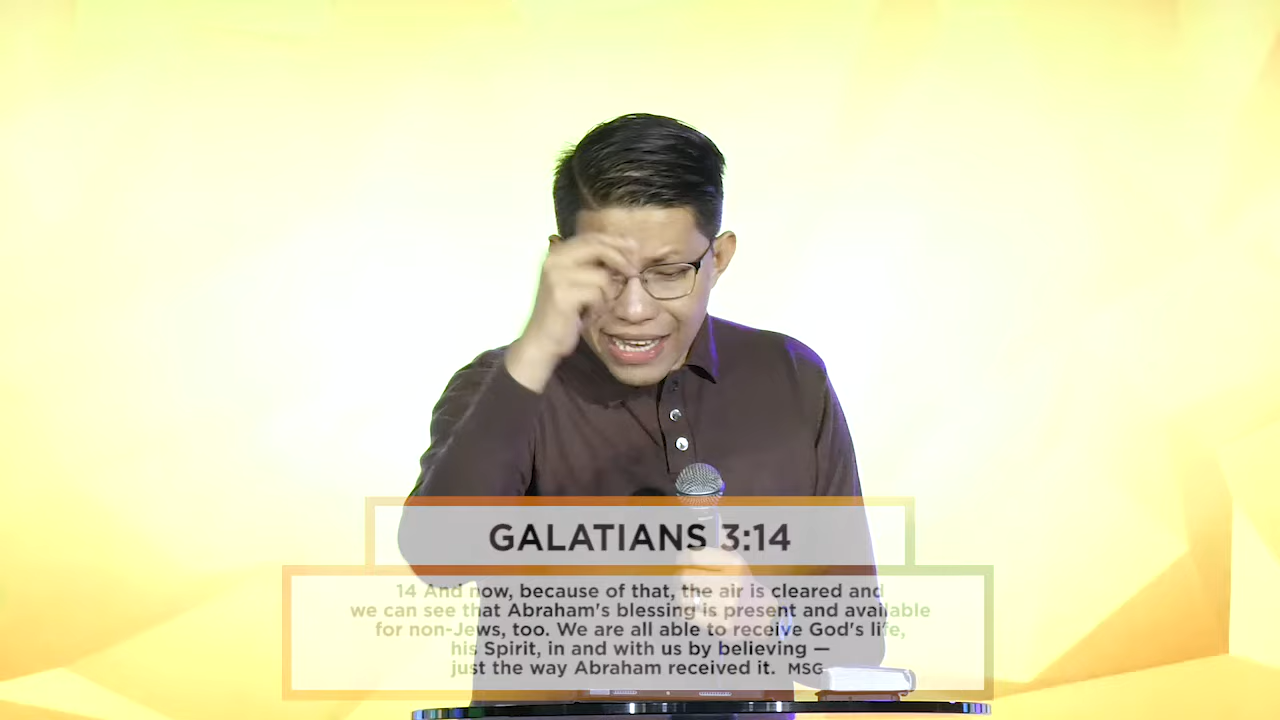 GALATIANS 3:14
14 And now, because of that, the air is cleared and
we can see that Abraham's blessing is present and available
for non-Jews, too. We are all able to receive God's life,
his Spirit, in and with us by believing —
just the way Abraham received it. MSG